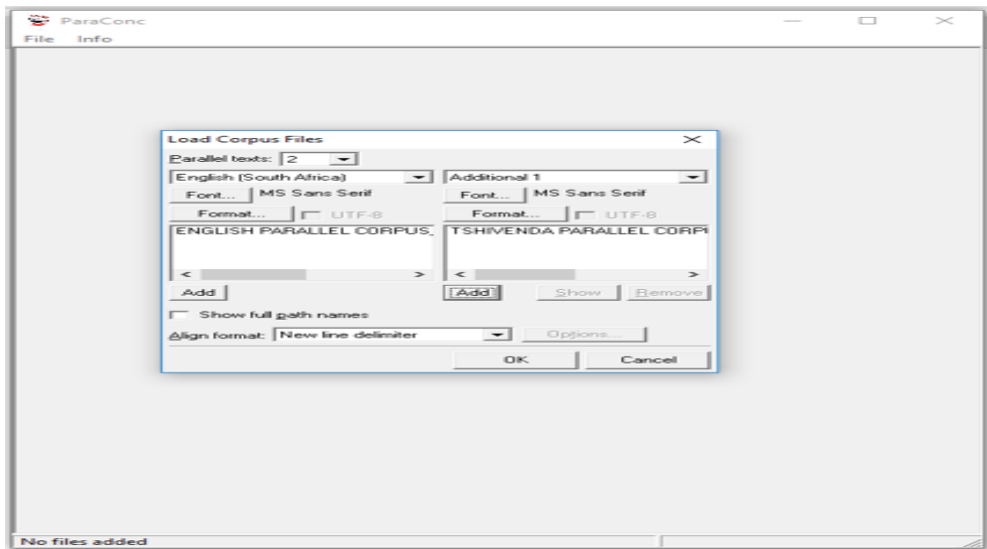 ParaConc
File Info
Load Corpus Files
Parallel texts: 2
English (South Africa) Additional 1
Font... MS Sans Serif Font... MS Sans Serif
Format... UTF-8 Format... UTF-8
ENGLISH PARALLEL CORPUS_ TSHIVENDA PARALLEL CORPU
Add Add Show Remove
Show full path names
Align format: New line delimiter Options...
OK Cancel
No files added